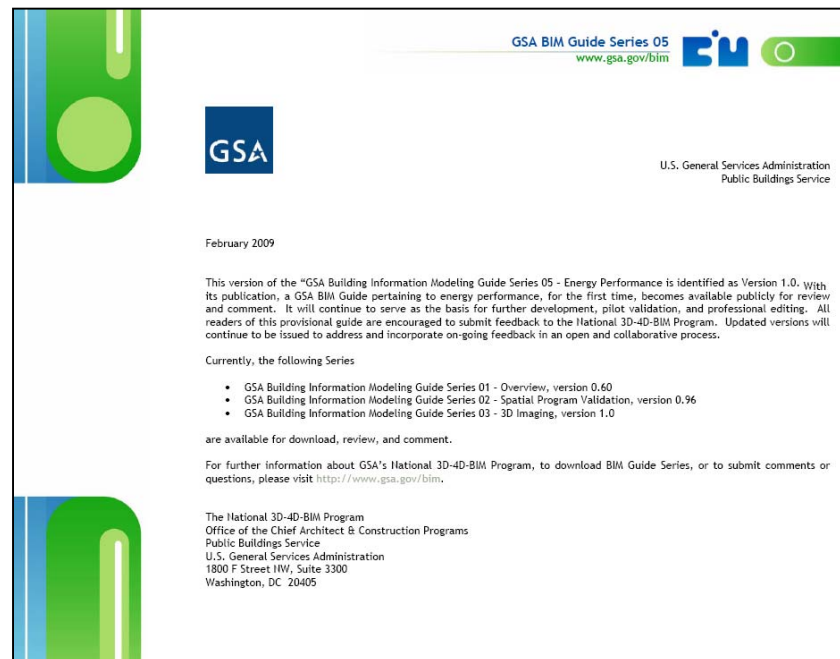 GSA BIM Guide Series 05
www.gsa.gov/bim
GSA
U.S. General Services Administration
Public Buildings Service
February 2009
This version of the "GSA Building Information Modeling Guide Series 05 - Energy Performance is identified as Version 1.0. With
its publication, a GSA BIM Guide pertaining to energy performance, for the first time, becomes available publicly for review
and comment. It will continue to serve as the basis for further development, pilot validation, and professional editing. All
readers of this provisional guide are encouraged to submit feedback to the National 3D-4D-BIM Program. Updated versions will
continue to be issued to address and incorporate on-going feedback in an open and collaborative process.
Currently, the following Series
• GSA Building Information Modeling Guide Series 01 - Overview, version 0.60
• GSA Building Information Modeling Guide Series 02 - Spatial Program Validation, version 0.96
• GSA Building Information Modeling Guide Series 03 - 3D Imaging, version 1.0
are available for download, review, and comment.
For further information about GSA's National 3D-4D-BIM Program, to download BIM Guide Series, or to submit comments or
questions, please visit http://www.gsa.gov/bim.
The National 3D-4D-BIM Program
Office of the Chief Architect & Construction Programs
Public Buildings Service
U.S. General Services Administration
1800 F Street NW, Suite 3300
Washington, DC 20405